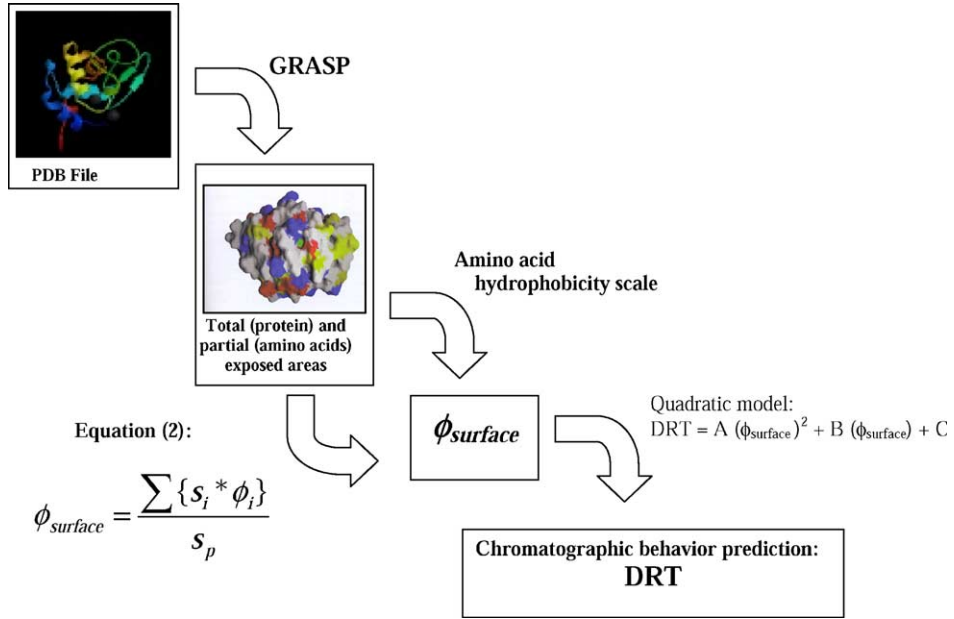 GRASP
PDB File
Total (protein) and
partial (amino acids)
exposed areas
Amino acid
hydrophobicity scale
Equation (2):
ϕsurface = ∑ {si * ϕi} / sp
ϕsurface
Quadratic model:
DRT = A (ϕsurface)² + B (ϕsurface) + C
Chromatographic behavior prediction:
DRT